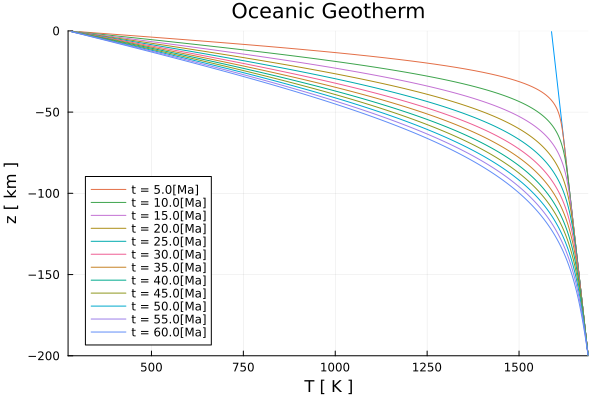 Oceanic Geotherm
z [ km ]
0
−50
−100
−150
−200
t = 5.0[Ma]
t = 10.0[Ma]
t = 15.0[Ma]
t = 20.0[Ma]
t = 25.0[Ma]
t = 30.0[Ma]
t = 35.0[Ma]
t = 40.0[Ma]
t = 45.0[Ma]
t = 50.0[Ma]
t = 55.0[Ma]
t = 60.0[Ma]
500 750 1000 1250 1500
T [ K ]